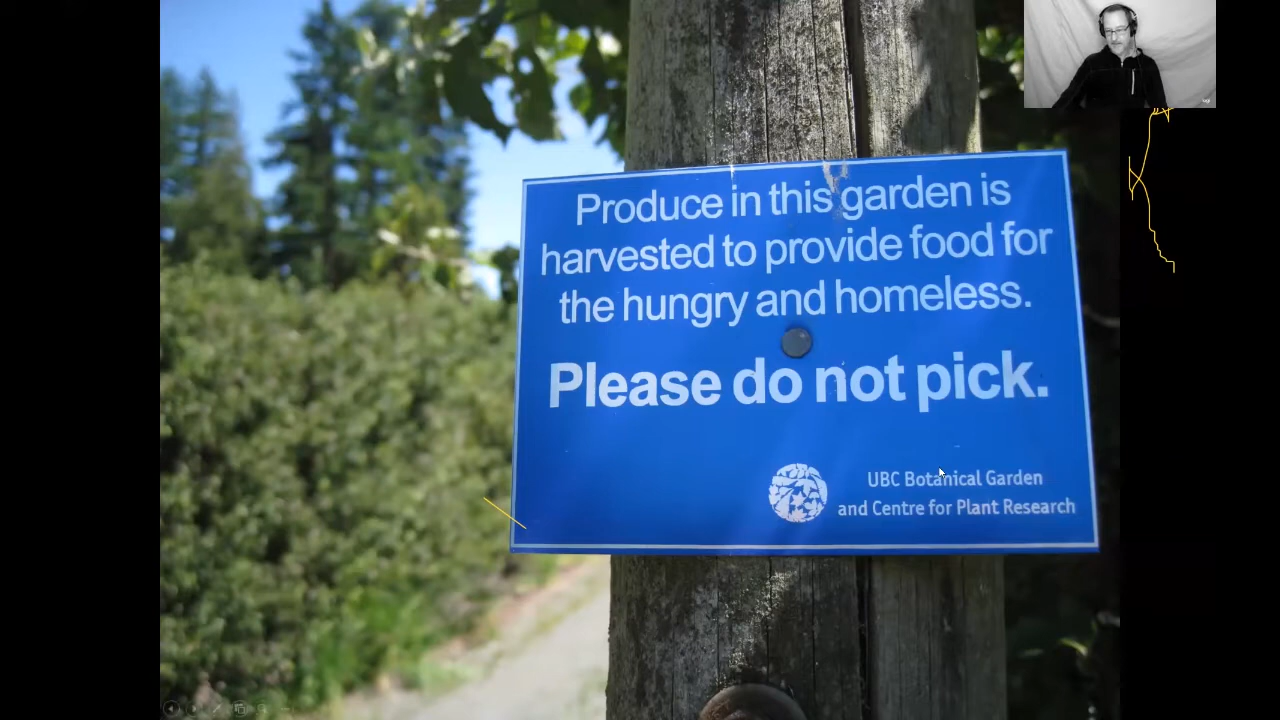 Produce in this garden is
harvested to provide food for
the hungry and homeless.
Please do not pick.
UBC Botanical Garden
and Centre for Plant Research